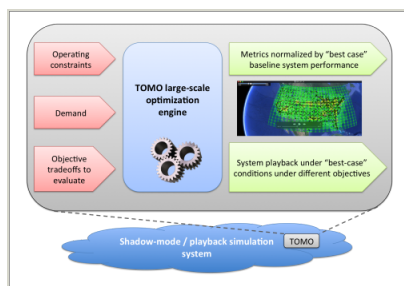 Operating
constraints
Demand
Objective
tradeoffs to
evaluate
TOMO large-scale
optimization
engine
Metrics normalized by “best case”
baseline system performance
System playback under “best-case”
conditions under different objectives
Shadow-mode / playback simulation
system
TOMO